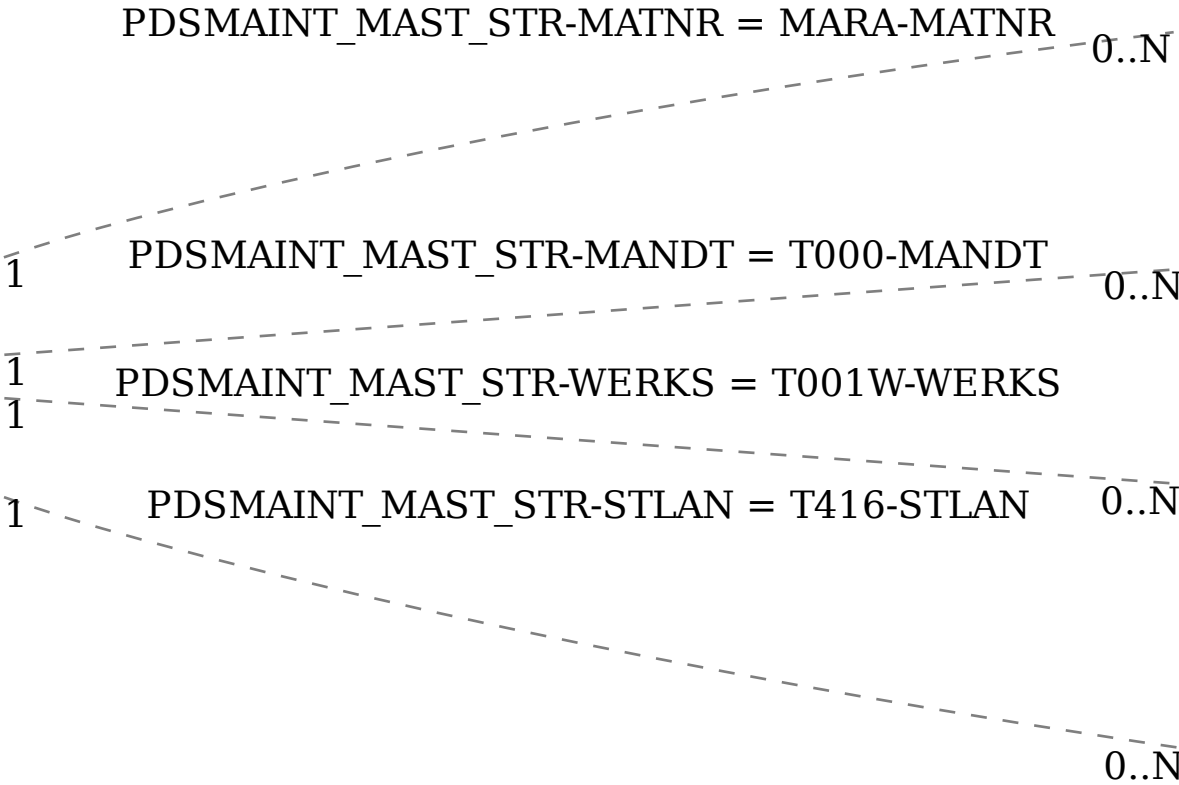 PDSMAINT_MAST_STR-MATNR = MARA-MATNR
0..N
1
PDSMAINT_MAST_STR-MANDT = T000-MANDT
0..N
1
PDSMAINT_MAST_STR-WERKS = T001W-WERKS
1
0..N
1
PDSMAINT_MAST_STR-STLAN = T416-STLAN
0..N